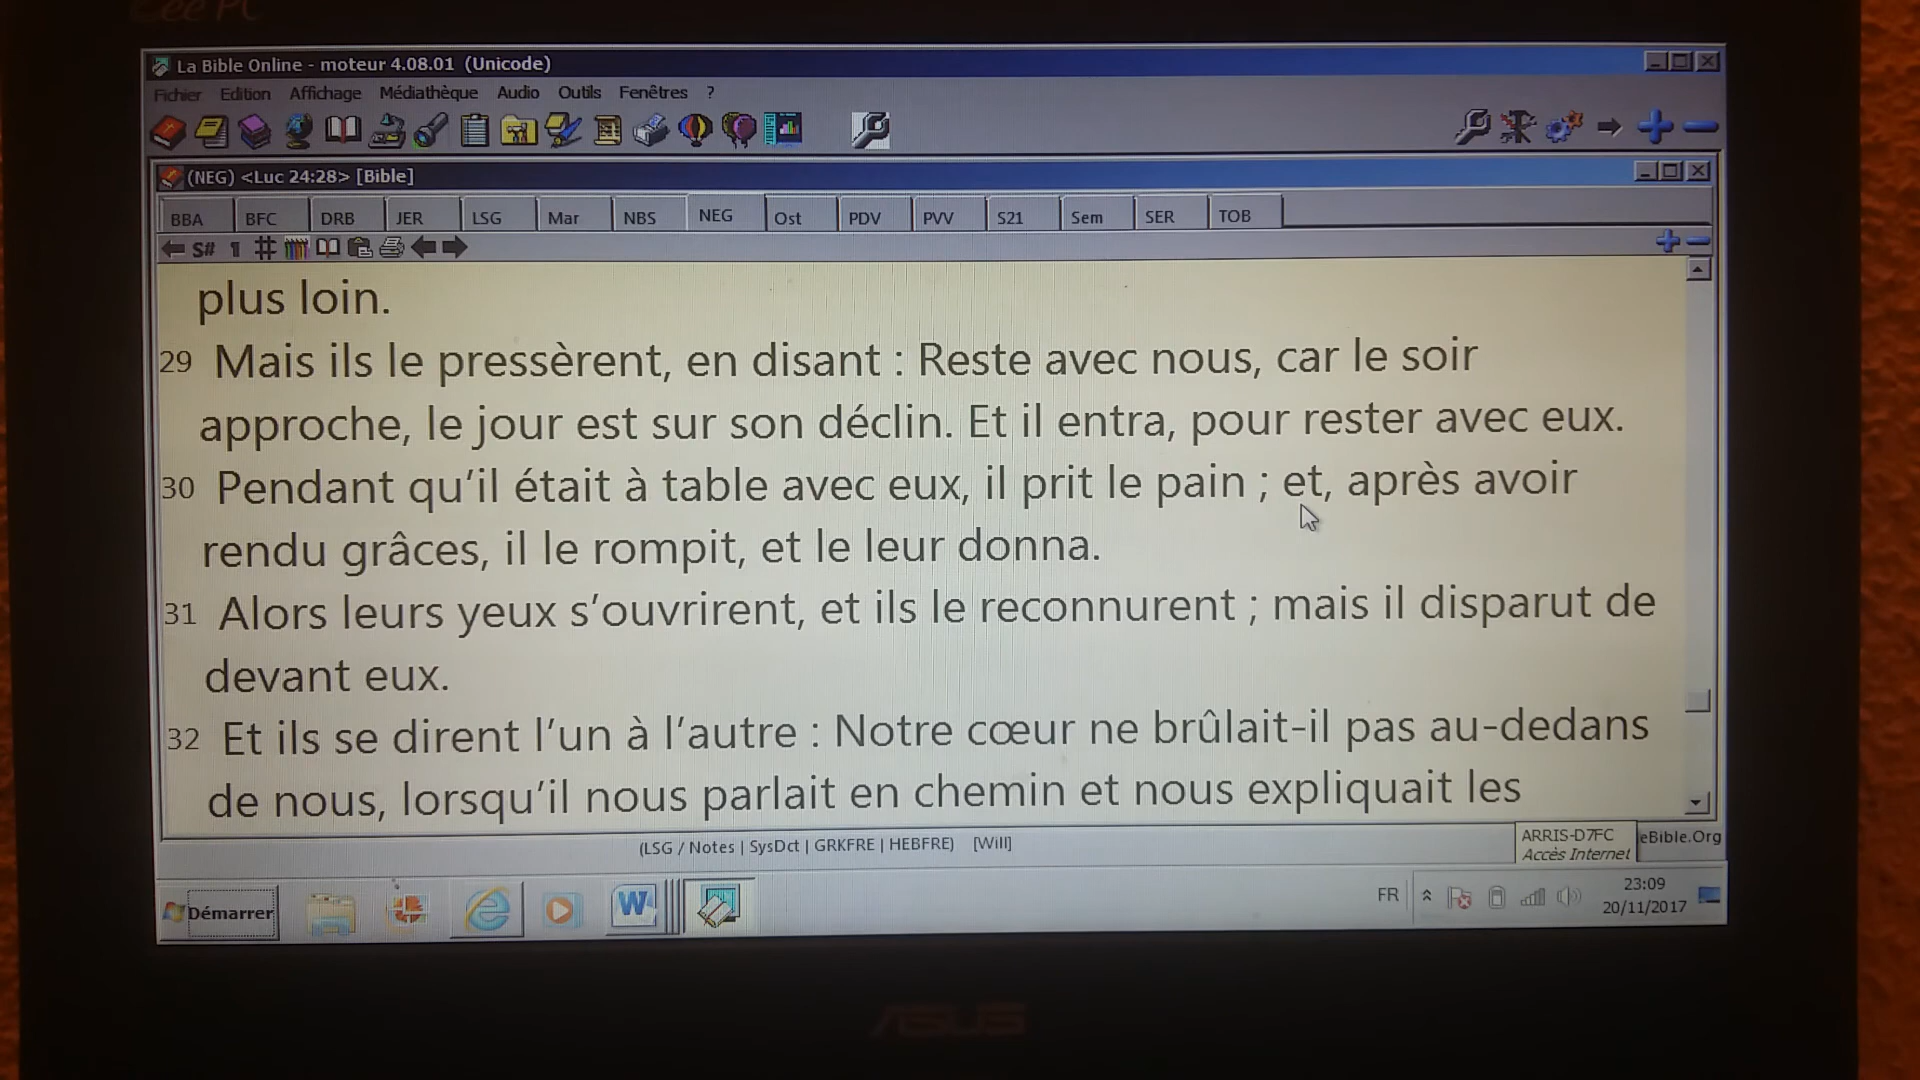 Eee PC
La Bible Online - moteur 4.08.01 (Unicode)
Fichier Edition Affichage Médiathèque Audio Outils Fenêtres ?
(NEG) <Luc 24:28> [Bible]
BBA BFC DRB JER LSG Mar NBS NEG Ost PDV PVV S21 Sem SER TOB
S# ¶ #
plus loin.
29 Mais ils le pressèrent, en disant : Reste avec nous, car le soir
approche, le jour est sur son déclin. Et il entra, pour rester avec eux.
30 Pendant qu’il était à table avec eux, il prit le pain ; et, après avoir
rendu grâces, il le rompit, et le leur donna.
31 Alors leurs yeux s’ouvrirent, et ils le reconnurent ; mais il disparut de
devant eux.
32 Et ils se dirent l’un à l’autre : Notre cœur ne brûlait-il pas au-dedans
de nous, lorsqu’il nous parlait en chemin et nous expliquait les
(LSG / Notes | SysDct | GRKFRE | HEBFRE) [Will]
ARRIS-D7FC
Accès Internet
eBible.Org
Démarrer
W
FR
23:09
20/11/2017
ASUS